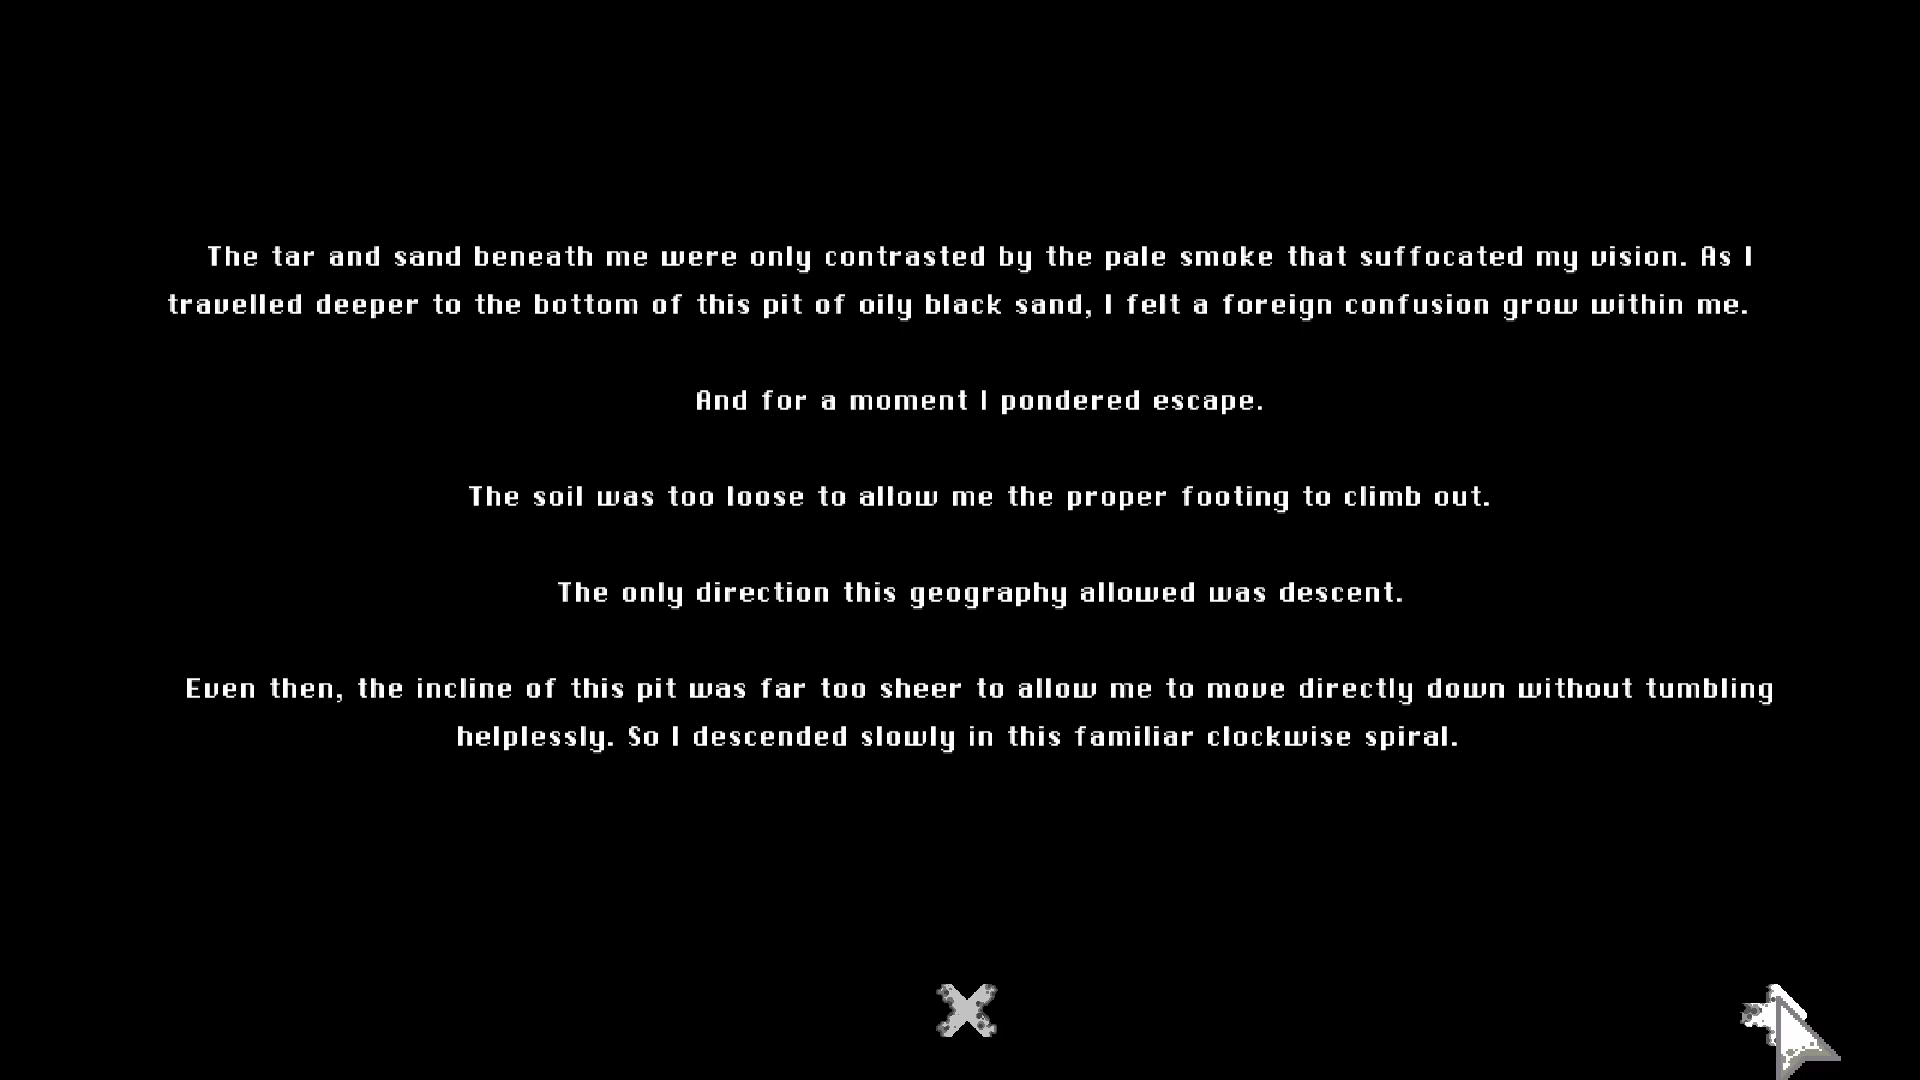 The tar and sand beneath me were only contrasted by the pale smoke that suffocated my vision. As I
travelled deeper to the bottom of this pit of oily black sand, I felt a foreign confusion grow within me.
And for a moment I pondered escape.
The soil was too loose to allow me the proper footing to climb out.
The only direction this geography allowed was descent.
Even then, the incline of this pit was far too sheer to allow me to move directly down without tumbling
helplessly. So I descended slowly in this familiar clockwise spiral.